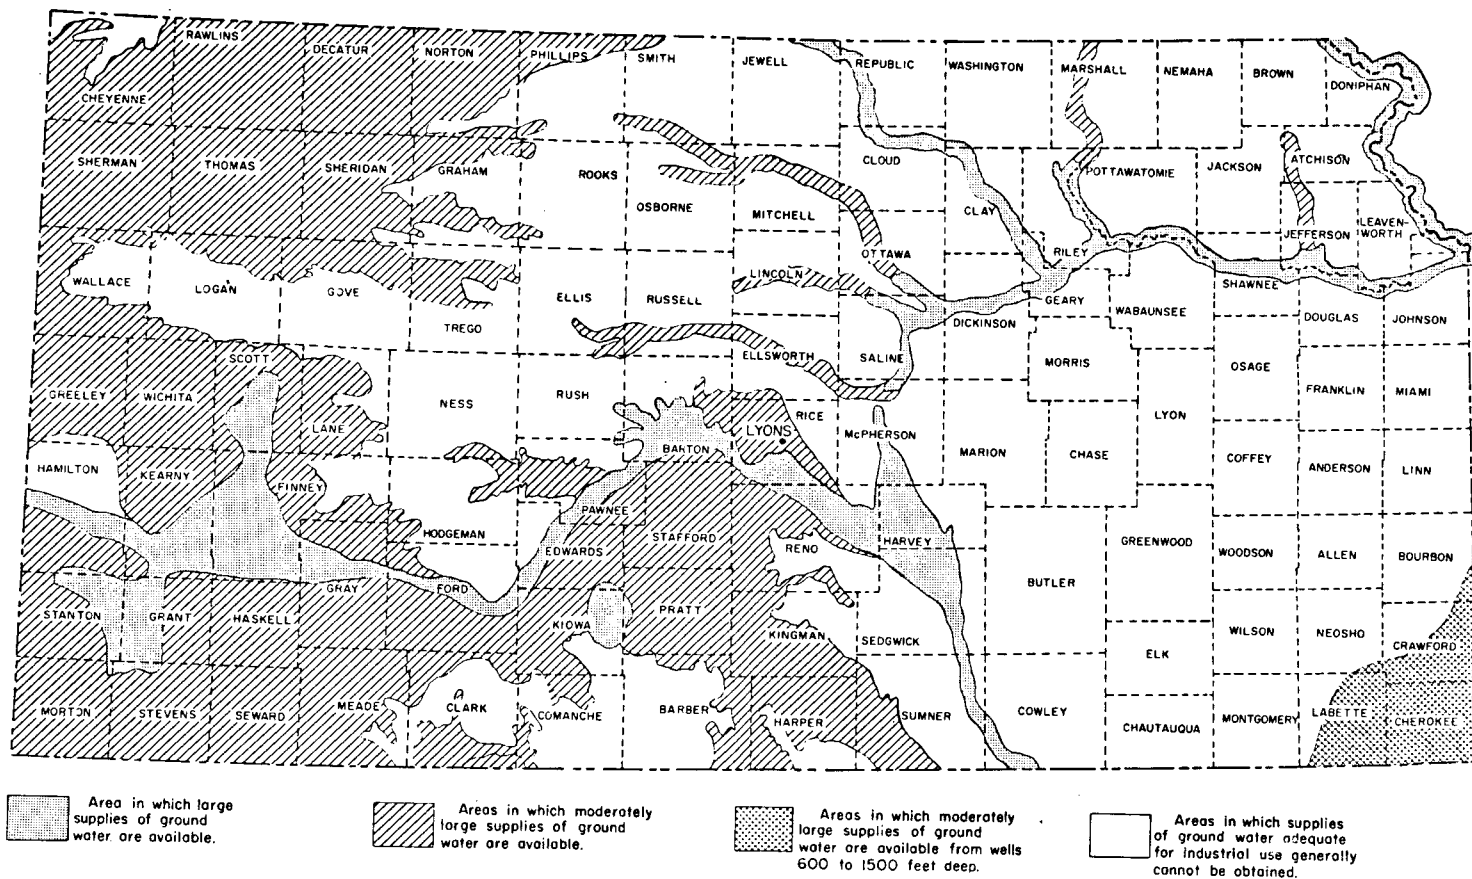 RAWLINS
DECATUR
NORTON
PHILLIPS
SMITH
JEWELL
REPUBLIC
WASHINGTON
MARSHALL
NEMAHA
BROWN
DONIPHAN
CHEYENNE
SHERMAN
THOMAS
SHERIDAN
GRAHAM
ROOKS
OSBORNE
MITCHELL
CLOUD
CLAY
POTTAWATOMIE
JACKSON
ATCHISON
JEFFERSON
LEAVEN-
WORTH
WALLACE
LOGAN
GOVE
TREGO
ELLIS
RUSSELL
LINCOLN
OTTAWA
RILEY
GEARY
WABAUNSEE
SHAWNEE
DOUGLAS
JOHNSON
DICKINSON
SALINE
ELLSWORTH
MORRIS
OSAGE
FRANKLIN
MIAMI
GREELEY
WICHITA
SCOTT
LANE
NESS
RUSH
BARTON
RICE
LYONS
McPHERSON
MARION
CHASE
LYON
COFFEY
ANDERSON
LINN
HAMILTON
KEARNY
FINNEY
HODGEMAN
PAWNEE
EDWARDS
STAFFORD
RENO
HARVEY
BUTLER
GREENWOOD
WOODSON
ALLEN
BOURBON
STANTON
GRANT
HASKELL
GRAY
FORD
KIOWA
PRATT
KINGMAN
SEDGWICK
ELK
WILSON
NEOSHO
CRAWFORD
MORTON
STEVENS
SEWARD
MEADE
CLARK
COMANCHE
BARBER
HARPER
SUMNER
COWLEY
CHAUTAUQUA
MONTGOMERY
LABETTE
CHEROKEE
Area in which large
supplies of ground
water are available.
Areas in which moderately
large supplies of ground
water are available.
Areas in which moderately
large supplies of ground
water are available from wells
600 to 1500 feet deep.
Areas in which supplies
of ground water adequate
for industrial use generally
cannot be obtained.